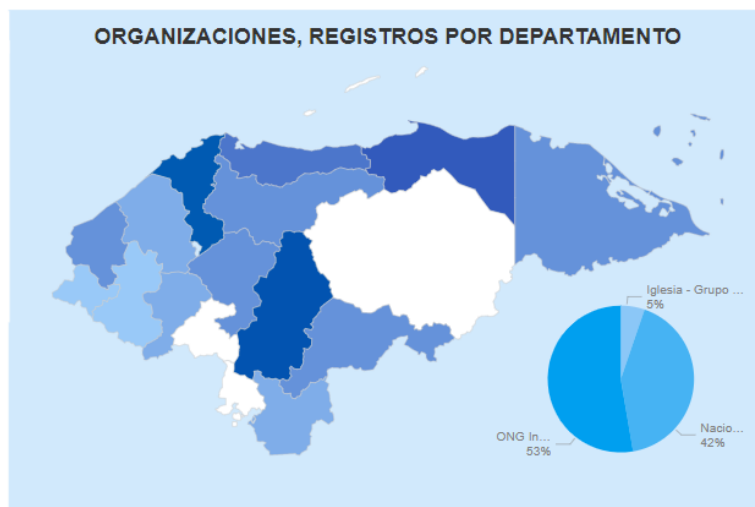 ORGANIZACIONES, REGISTROS POR DEPARTAMENTO
Iglesia - Grupo ...
5%
ONG In...
53%
Nacio...
42%